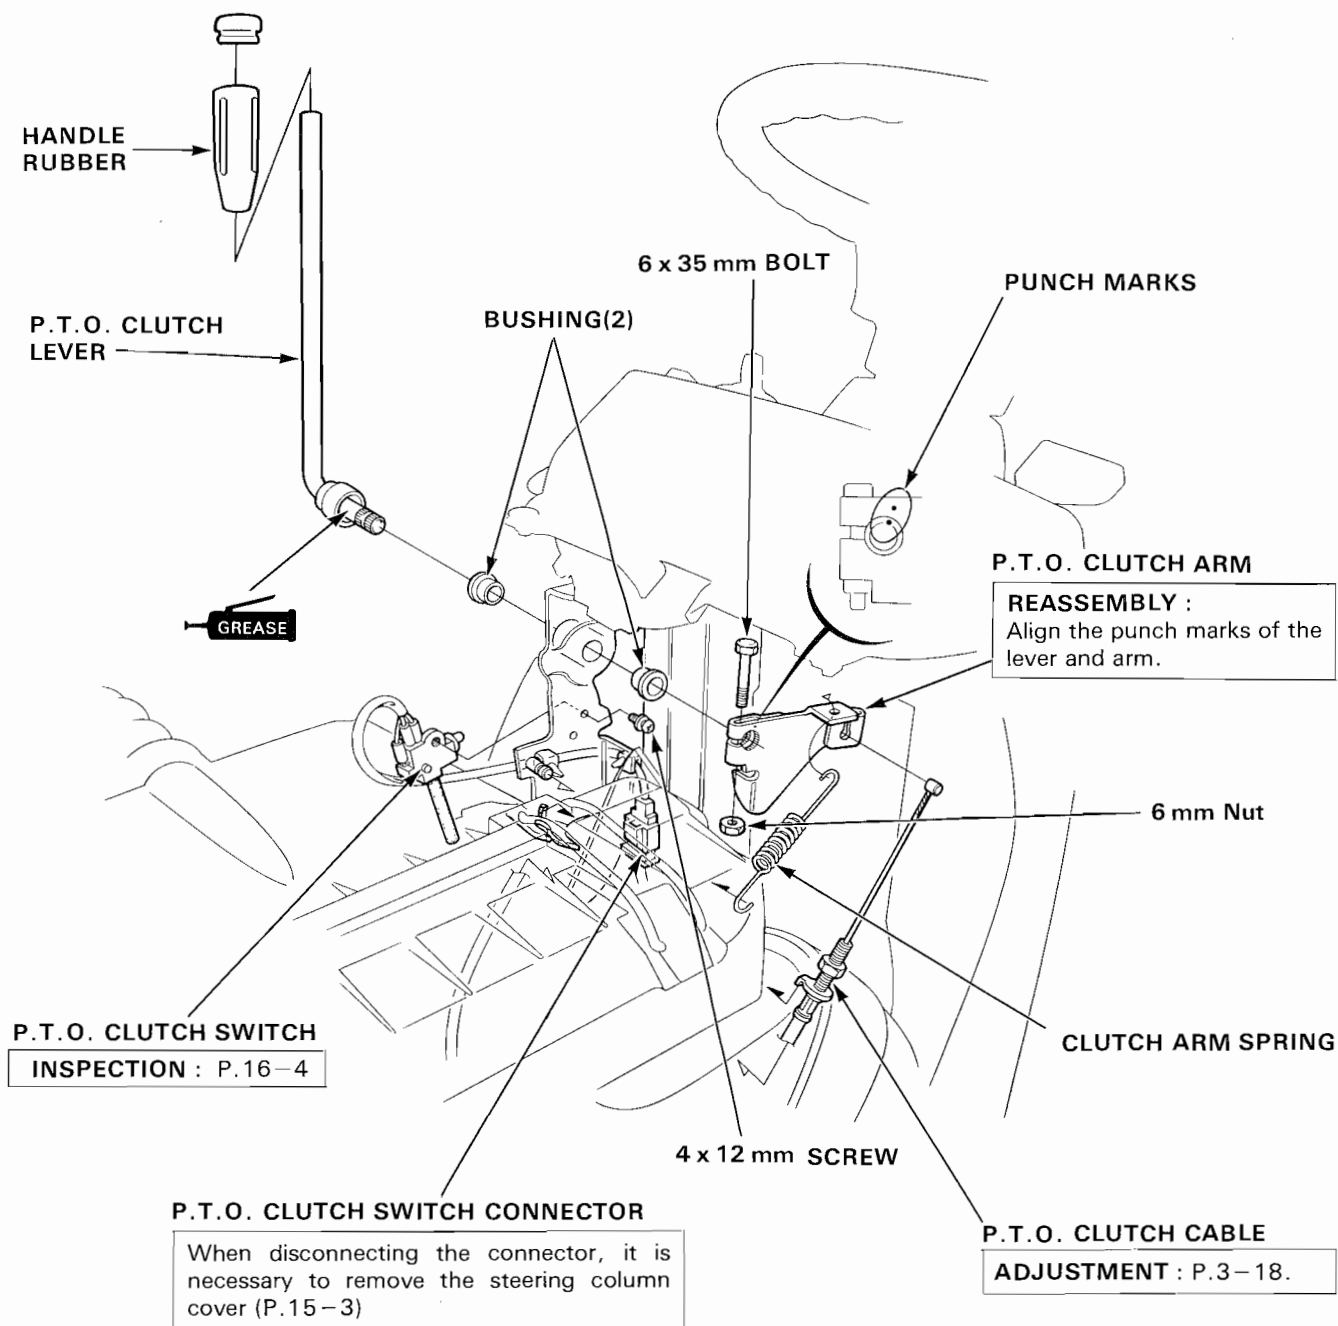 HANDLE
RUBBER
6 x 35 mm BOLT
PUNCH MARKS
P.T.O. CLUTCH
LEVER
BUSHING(2)
P.T.O. CLUTCH ARM
REASSEMBLY :
Align the punch marks of the
lever and arm.
GREASE
6 mm Nut
P.T.O. CLUTCH SWITCH
INSPECTION : P.16-4
CLUTCH ARM SPRING
4 x 12 mm SCREW
P.T.O. CLUTCH SWITCH CONNECTOR
When disconnecting the connector, it is
necessary to remove the steering column
cover (P.15-3)
P.T.O. CLUTCH CABLE
ADJUSTMENT : P.3-18.